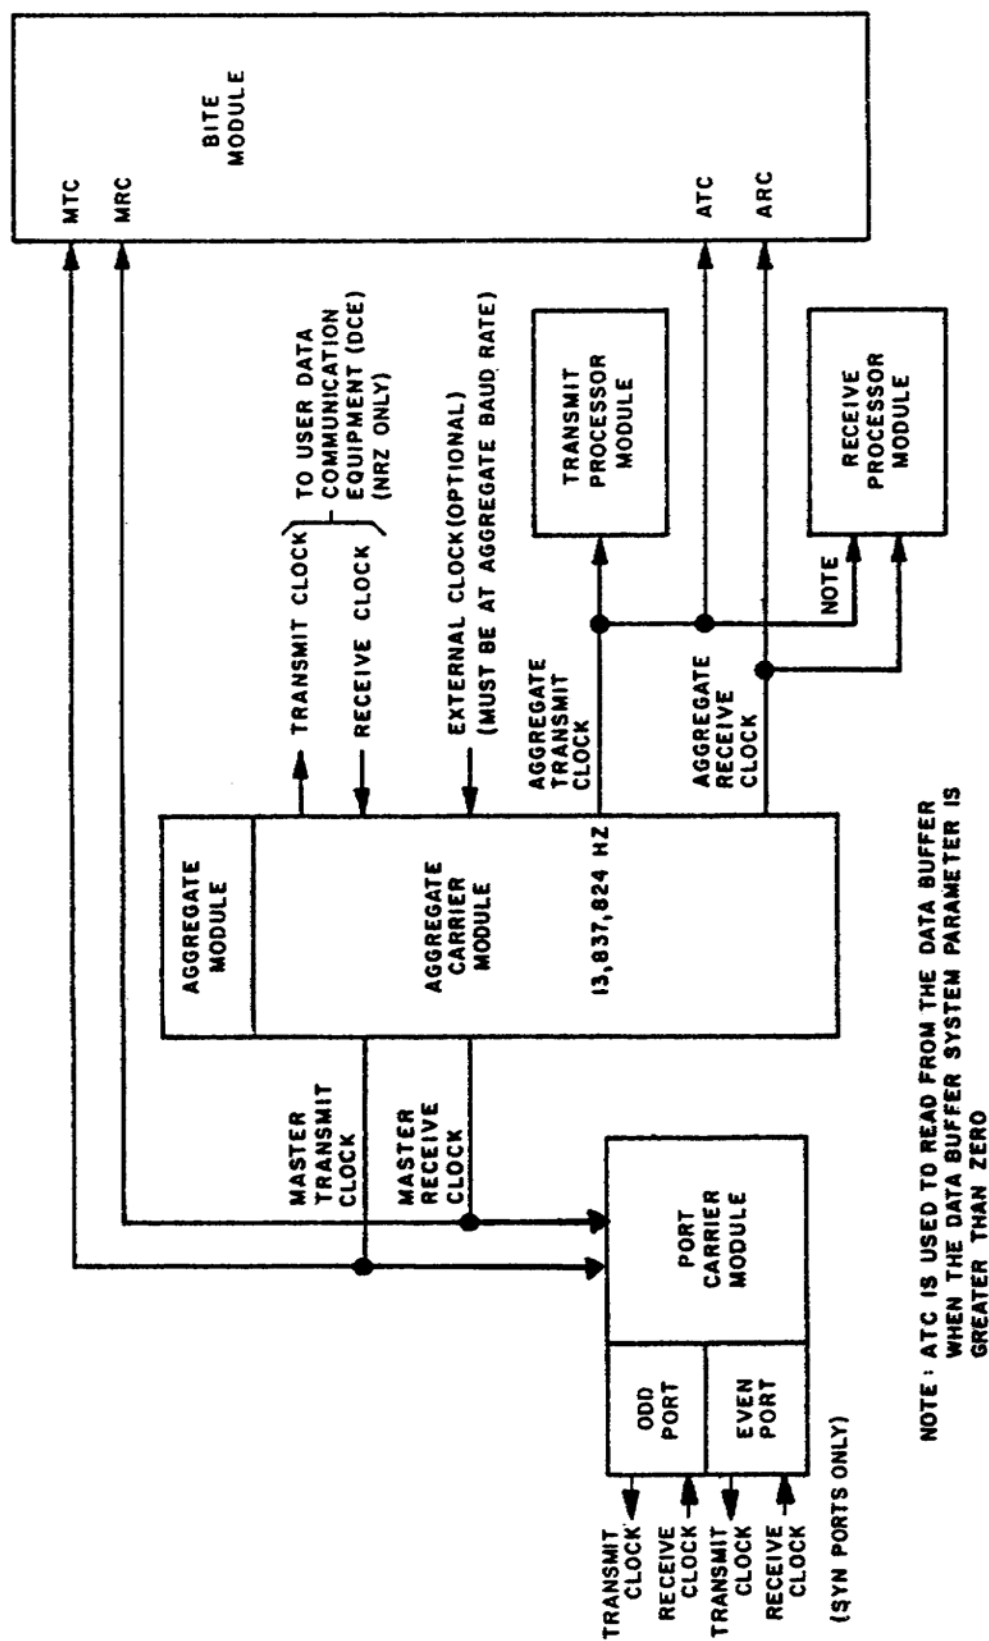 BITE
MODULE
MTC
MRC
ATC
ARC
TRANSMIT CLOCK
RECEIVE CLOCK
TO USER DATA
COMMUNICATION
EQUIPMENT (DCE)
(NRZ ONLY)
EXTERNAL CLOCK(OPTIONAL)
(MUST BE AT AGGREGATE BAUD RATE)
TRANSMIT
PROCESSOR
MODULE
RECEIVE
PROCESSOR
MODULE
NOTE
AGGREGATE
TRANSMIT
CLOCK
AGGREGATE
RECEIVE
CLOCK
AGGREGATE
MODULE
AGGREGATE
CARRIER
MODULE
13,837,824 HZ
MASTER
TRANSMIT
CLOCK
MASTER
RECEIVE
CLOCK
PORT
CARRIER
MODULE
ODD
PORT
EVEN
PORT
TRANSMIT
CLOCK
RECEIVE
CLOCK
TRANSMIT
CLOCK
RECEIVE
CLOCK
(SYN PORTS ONLY)
NOTE: ATC IS USED TO READ FROM THE DATA BUFFER
WHEN THE DATA BUFFER SYSTEM PARAMETER IS
GREATER THAN ZERO